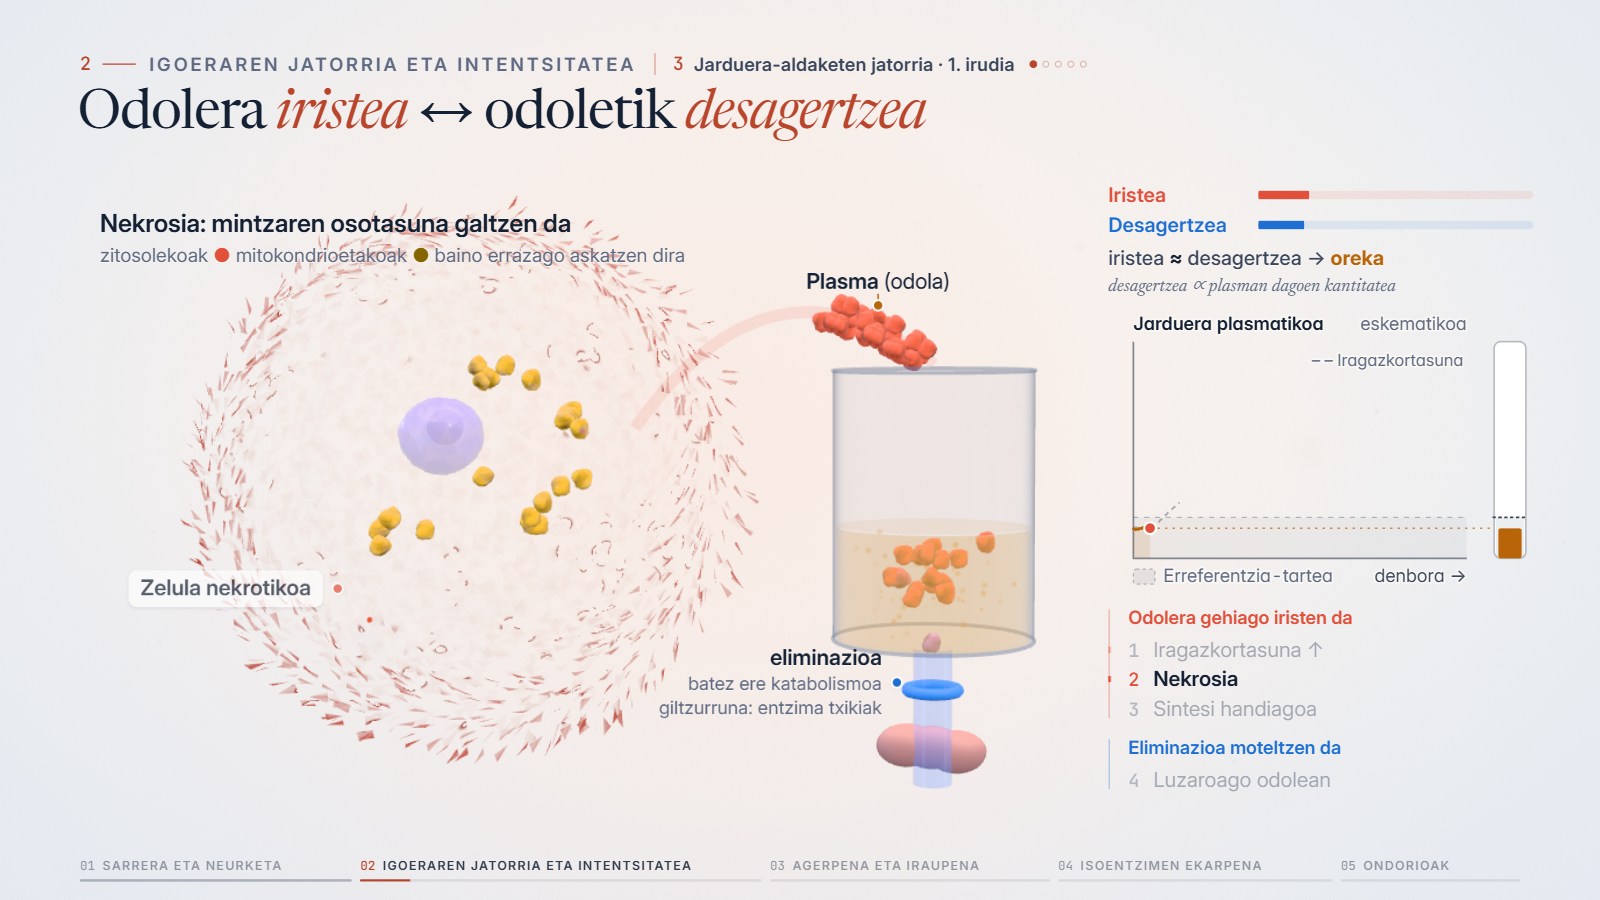 2 — IGOERAREN JATORRIA ETA INTENTSITATEA | 3 Jarduera-aldaketen jatorria · 1. irudia
Odolera iristea ↔ odoletik desagertzea
Nekrosia: mintzaren osotasuna galtzen da
zitosolekoak ● mitokondrioetakoak ● baino errazago askatzen dira
Plasma (odola)
Zelula nekrotikoa
eliminazioa
batez ere katabolismoa
giltzurruna: entzima txikiak
Iristea
Desagertzea
iristea ≈ desagertzea → oreka
desagertzea ∝ plasman dagoen kantitatea
Jarduera plasmatikoa eskematikoa
-- Iragazkortasuna
Erreferentzia-tartea denbora →
Odolera gehiago iristen da
1 Iragazkortasuna ↑
2 Nekrosia
3 Sintesi handiagoa
Eliminazioa moteltzen da
4 Luzaroago odolean
01 SARRERA ETA NEURKETA
02 IGOERAREN JATORRIA ETA INTENTSITATEA
03 AGERPENA ETA IRAUPENA
04 ISOENTZIMEN EKARPENA
05 ONDORIOAK